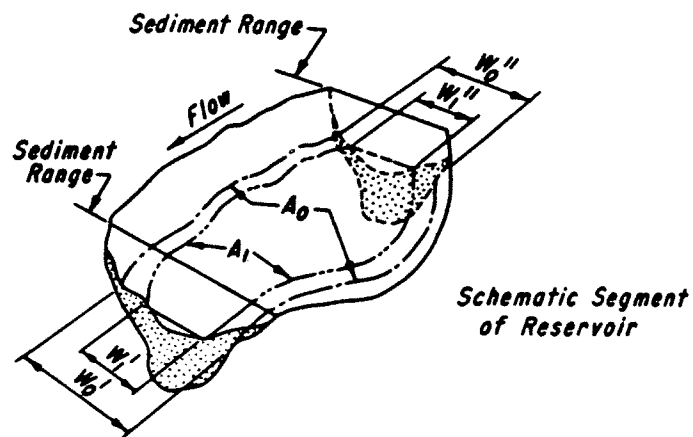 Sediment Range
W₀"
W₁"
Flow
Sediment
Range
A₀
A₁
Schematic Segment
of Reservoir
W₁'
W₀'